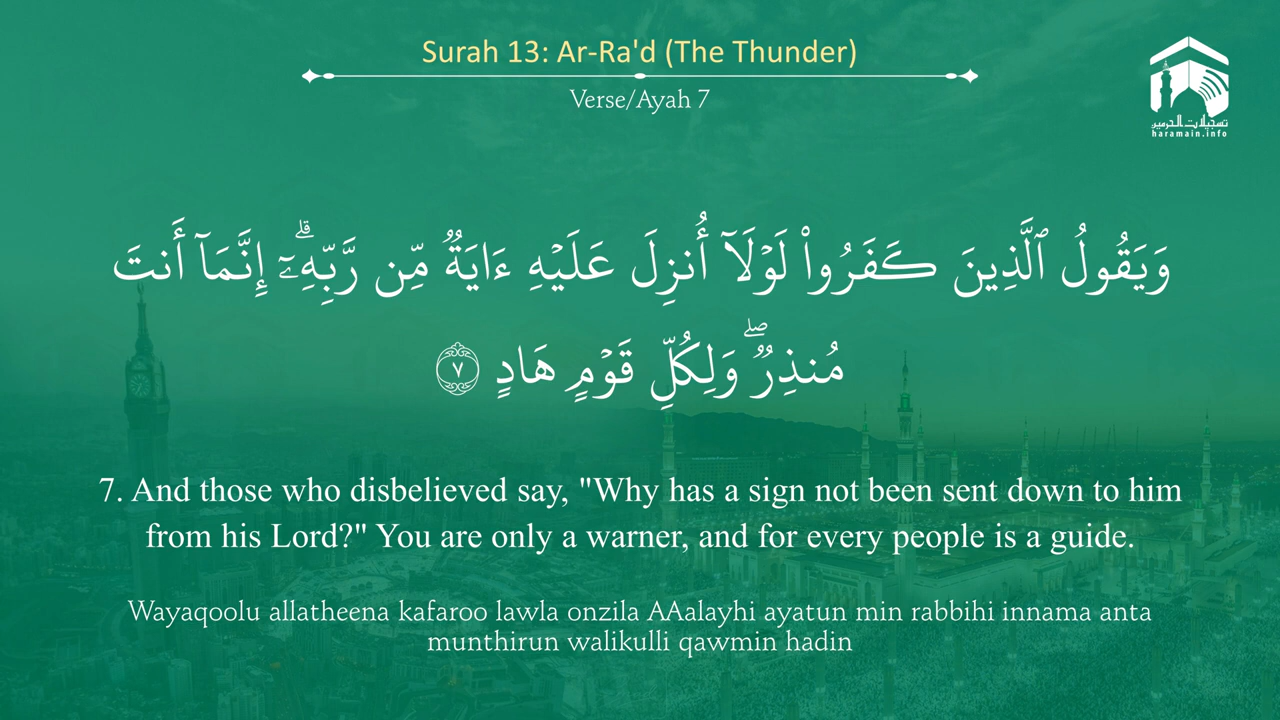 Surah 13: Ar-Ra'd (The Thunder)
Verse/Ayah 7
تسجيلات الحرمين
haramain.info
وَيَقُولُ ٱلَّذِينَ كَفَرُوا۟ لَوْلَآ أُنزِلَ عَلَيْهِ ءَايَةٌ مِّن رَّبِّهِۦٓ ۗ إِنَّمَآ أَنتَ
مُنذِرٌ ۖ وَلِكُلِّ قَوْمٍ هَادٍ ٧
7. And those who disbelieved say, "Why has a sign not been sent down to him
from his Lord?" You are only a warner, and for every people is a guide.
Wayaqoolu allatheena kafaroo lawla onzila AAalayhi ayatun min rabbihi innama anta
munthirun walikulli qawmin hadin